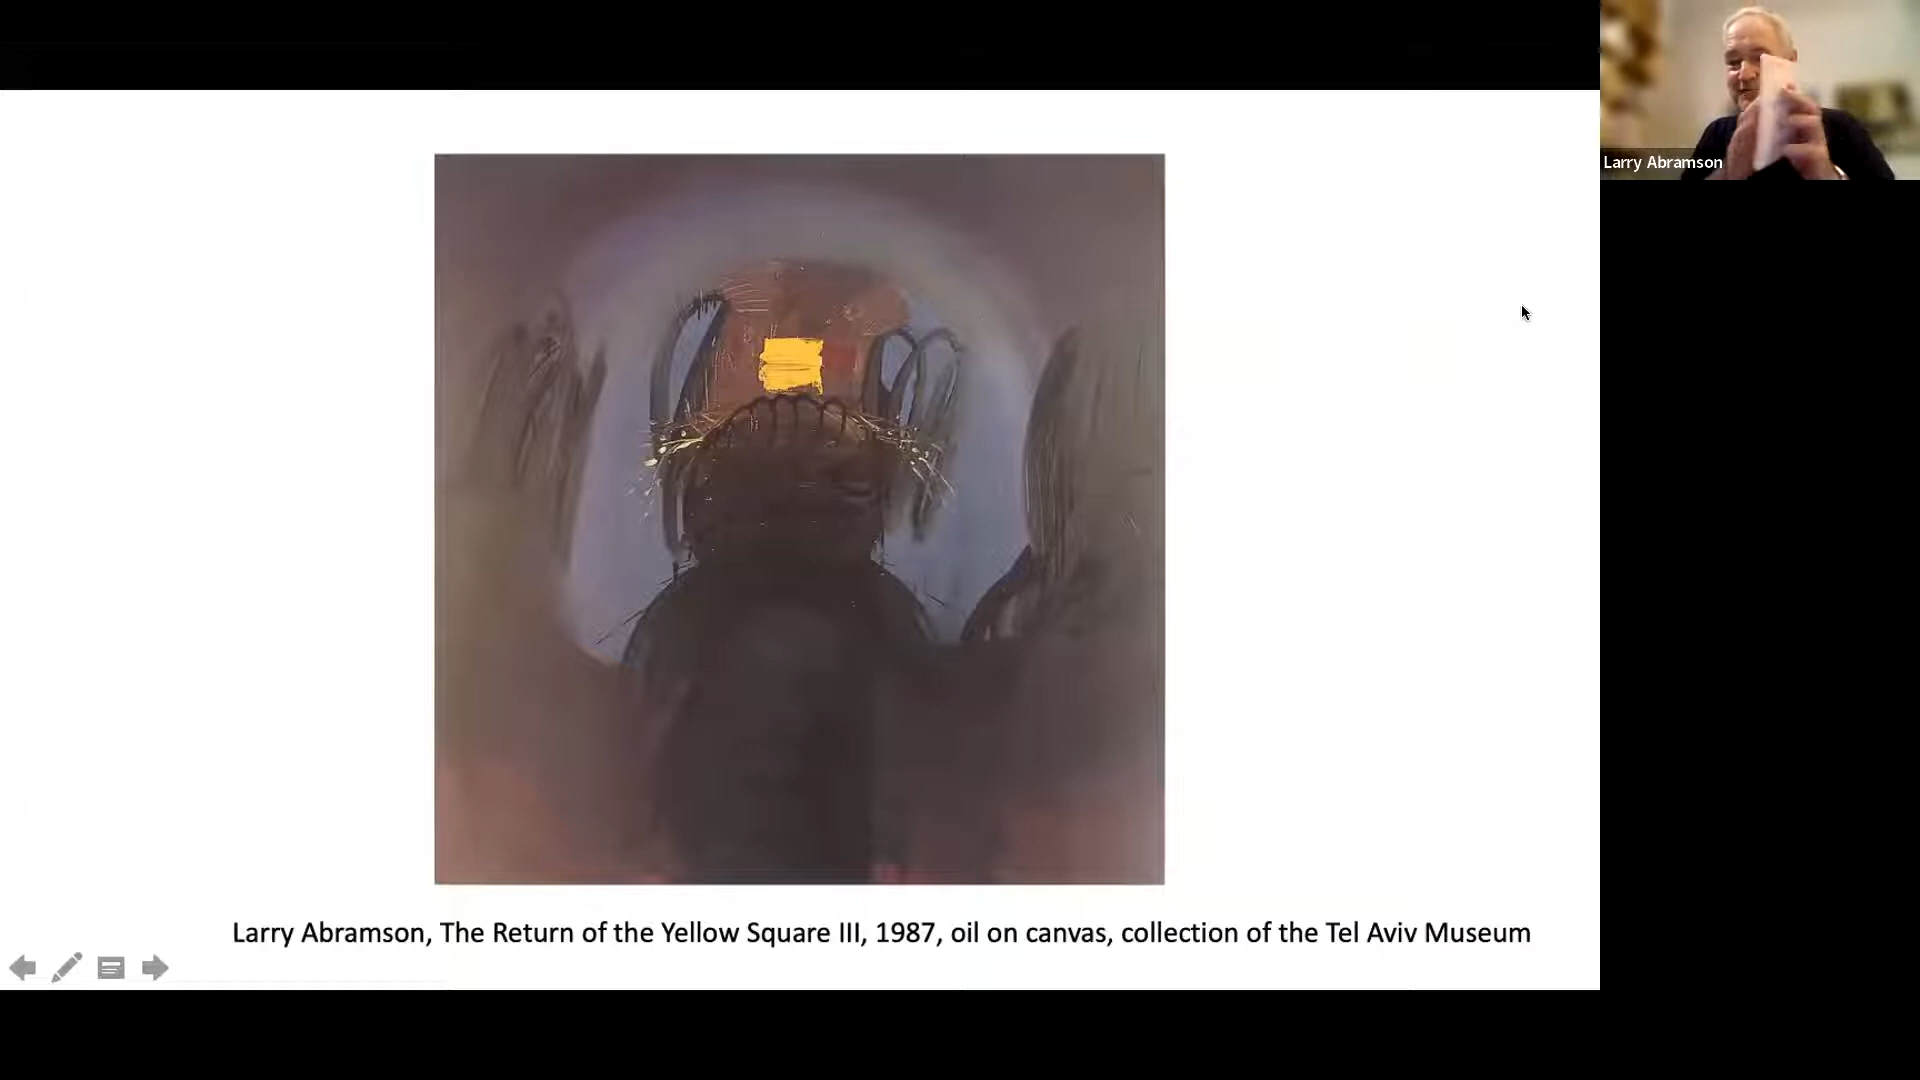 Larry Abramson
Larry Abramson, The Return of the Yellow Square III, 1987, oil on canvas, collection of the Tel Aviv Museum